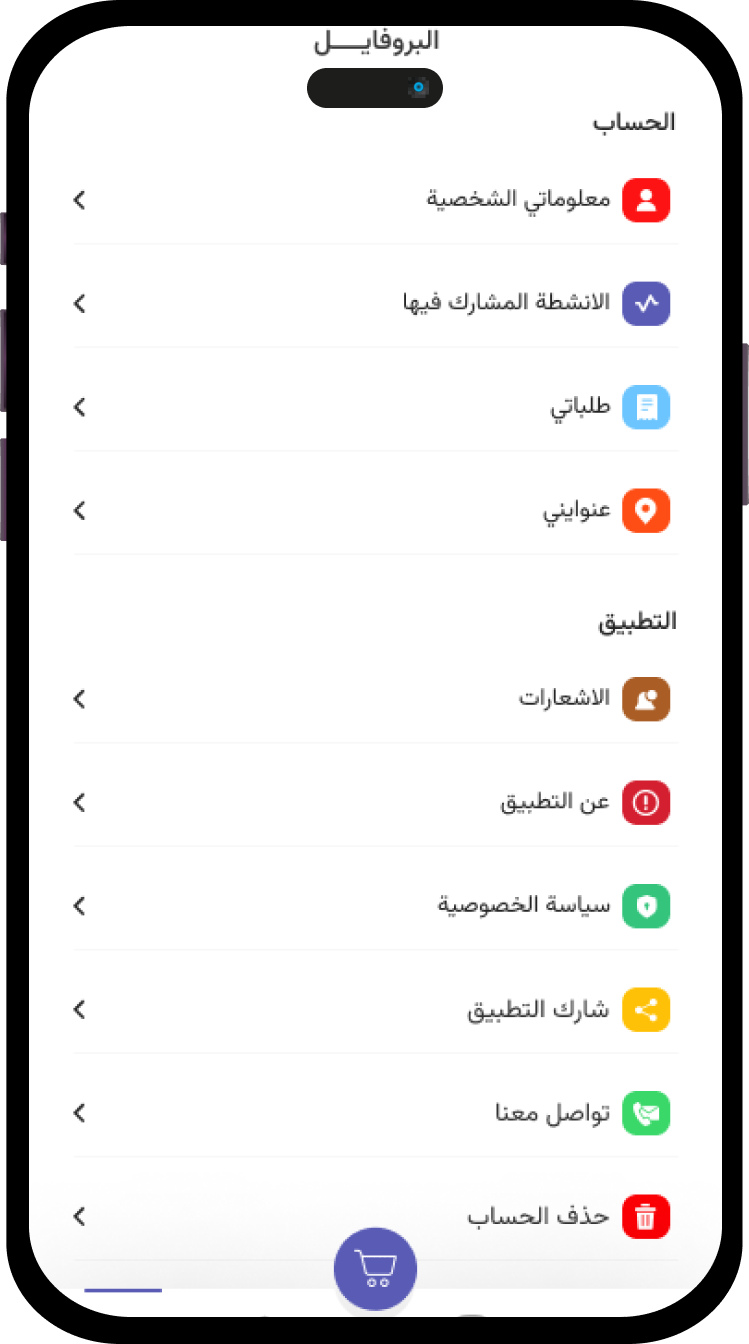 البروفايـــل
الحساب
معلوماتي الشخصية
الانشطة المشارك فيها
طلباتي
عنوايني
التطبيق
الاشعارات
عن التطبيق
سياسة الخصوصية
شارك التطبيق
تواصل معنا
حذف الحساب